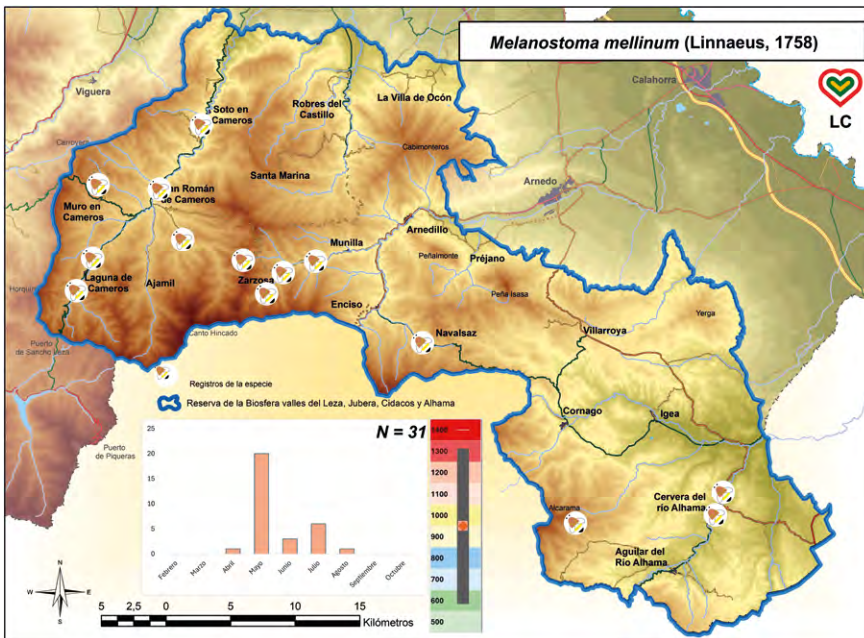 Melanostoma mellinum (Linnaeus, 1758)
LC
Calahorra
Viguera
Soto en
Cameros
Robres del
Castillo
La Villa de Ocón
Cabimonteros
Santa Marina
Arnedo
Muro en
Cameros
n Román
de Cameros
Arnedillo
Munilla
Peñalmonte
Préjano
Laguna de
Cameros
Ajamil
Zarzosa
Peña Isasa
Enciso
Yerga
Villarroya
Navalsaz
Puerto
de Sancho Leza
Canto Hincado
Registros de la especie
Reserva de la Biosfera valles del Leza, Jubera, Cidacos y Alhama
Cornago
Igea
Puerto
de Piqueras
Cervera del
río Alhama
Alcarama
Aguilar del
Río Alhama
N = 31
25
20
15
10
5
0
Febrero
Marzo
Abril
Mayo
Junio
Julio
Agosto
Septiembre
Octubre
1400
1300
1200
1100
1000
900
800
700
600
500
N
W
E
S
5
2,5
0
5
10
15
Kilómetros